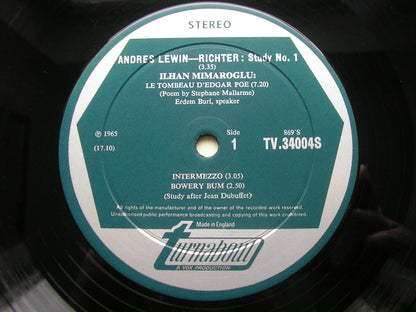 STEREO
ANDRES LEWIN—RICHTER : Study No. 1
(3.35)
ILHAN MIMAROGLU:
LE TOMBEAU D'EDGAR POE (7.20)
(Poem by Stephane Mallarme)
Erdem Buri, speaker
℗ 1965
(17.10)
Side
1
869'S
TV.34004S
INTERMEZZO (3.05)
BOWERY BUM (2.50)
(Study after Jean Dubuffet)
All rights of the manufacturer and of the owner of the recorded work reserved.
Unauthorised public performance broadcasting and copying of this record prohibited.
Made in England
turnabout
A VOX PRODUCTION